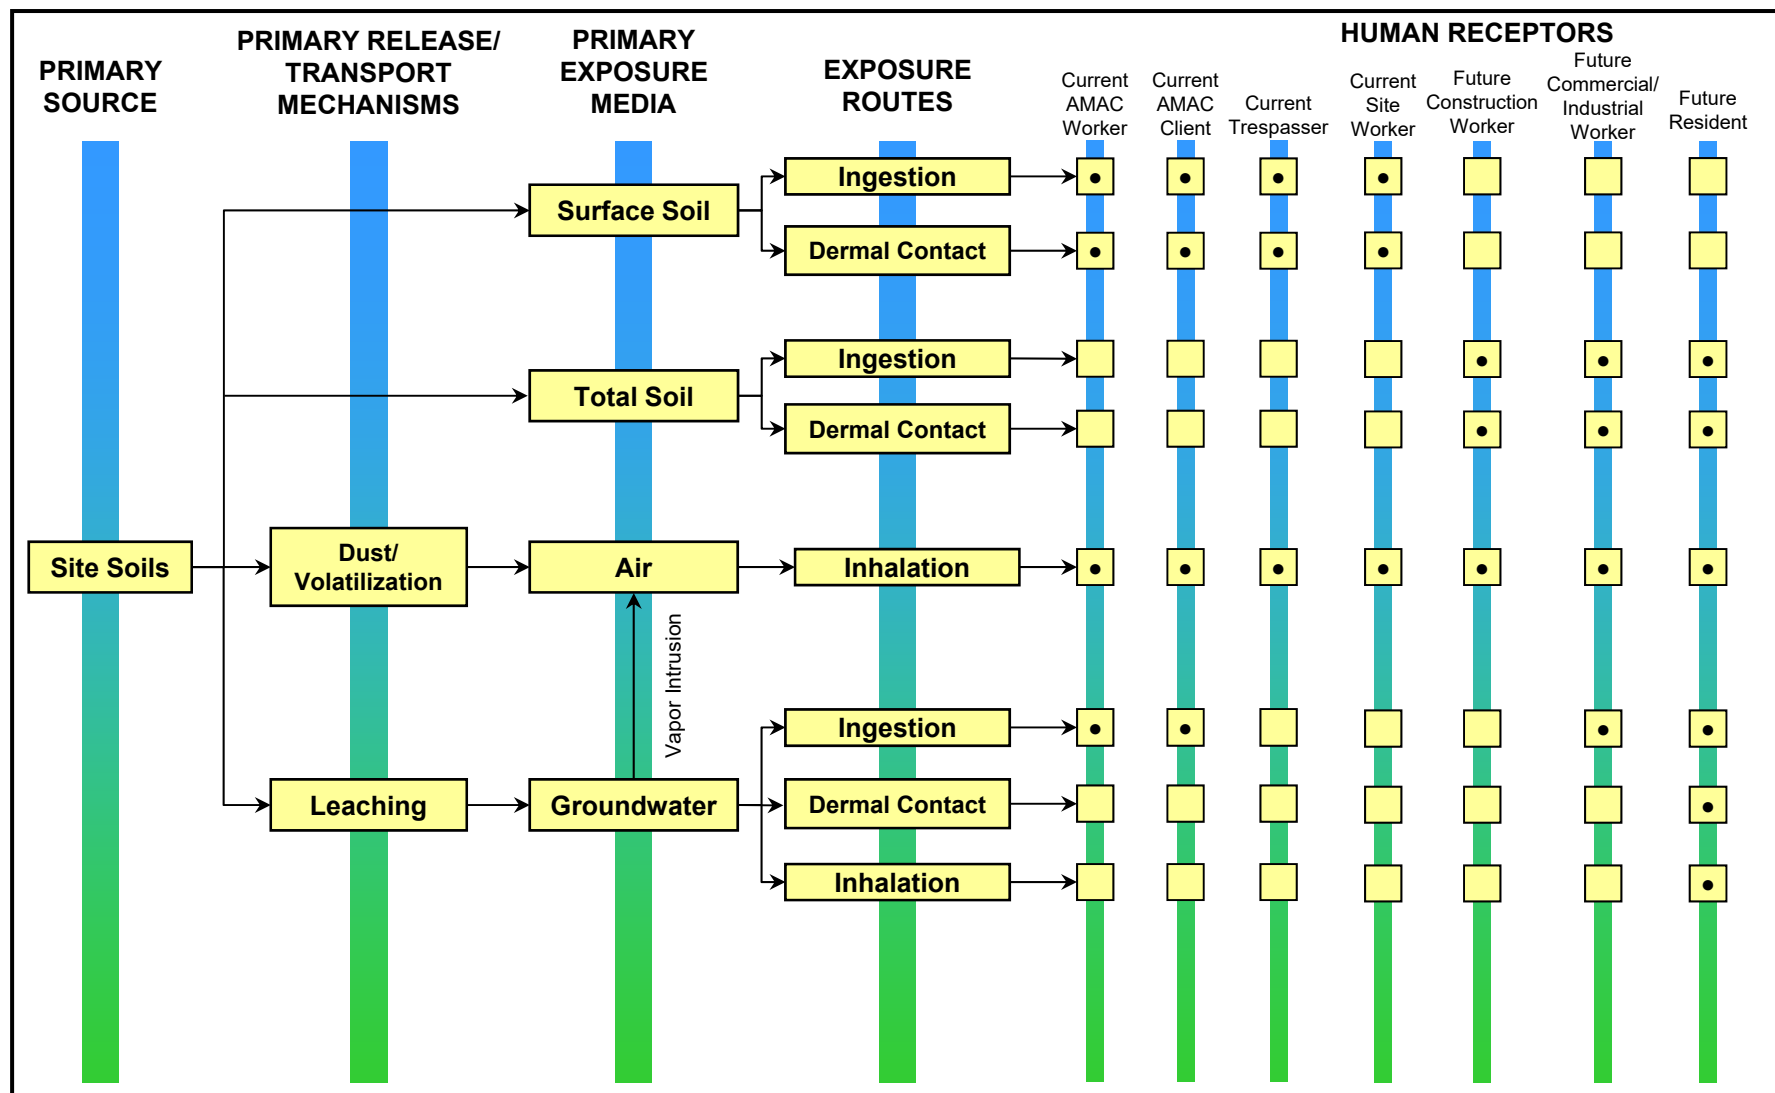 PRIMARY
SOURCE
PRIMARY RELEASE/
TRANSPORT
MECHANISMS
PRIMARY
EXPOSURE
MEDIA
EXPOSURE
ROUTES
HUMAN RECEPTORS
Current
AMAC
Worker
Current
AMAC
Client
Current
Trespasser
Current
Site
Worker
Future
Construction
Worker
Future
Commercial/
Industrial
Worker
Future
Resident
Surface Soil
Ingestion
Dermal Contact
Total Soil
Ingestion
Dermal Contact
Site Soils
Dust/
Volatilization
Air
Inhalation
Vapor Intrusion
Leaching
Groundwater
Ingestion
Dermal Contact
Inhalation